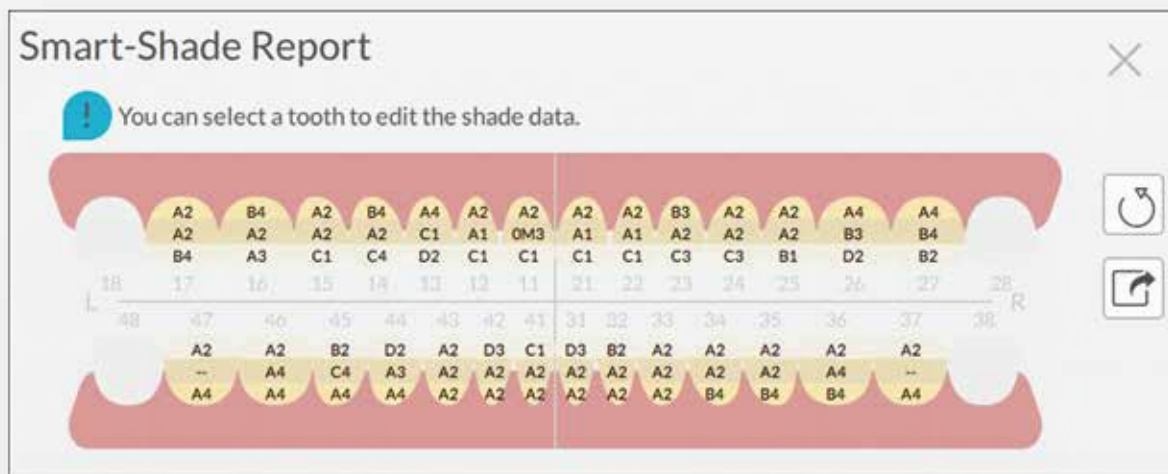 Smart-Shade Report
! You can select a tooth to edit the shade data.
A2 B4 A2 B4 A4 A2 A2 A2 A2 B3 A2 A2 A4 A4
A2 A2 A2 A2 C1 A1 0M3 A1 A1 A2 A2 A2 B3 B4
B4 A3 C1 C4 D2 C1 C1 C1 C1 C3 C3 B1 D2 B2
18 17 16 15 14 13 12 11 21 22 23 24 25 26 27 28
L R
48 47 46 45 44 43 42 41 31 32 33 34 35 36 37 38
A2 A2 B2 D2 A2 D3 C1 D3 B2 A2 A2 A2 A2 A2
-- A4 C4 A3 A2 A2 A2 A2 A2 A2 A2 A2 A4 --
A4 A4 A4 A4 A2 A2 A2 A2 A2 A2 B4 B4 B4 A4